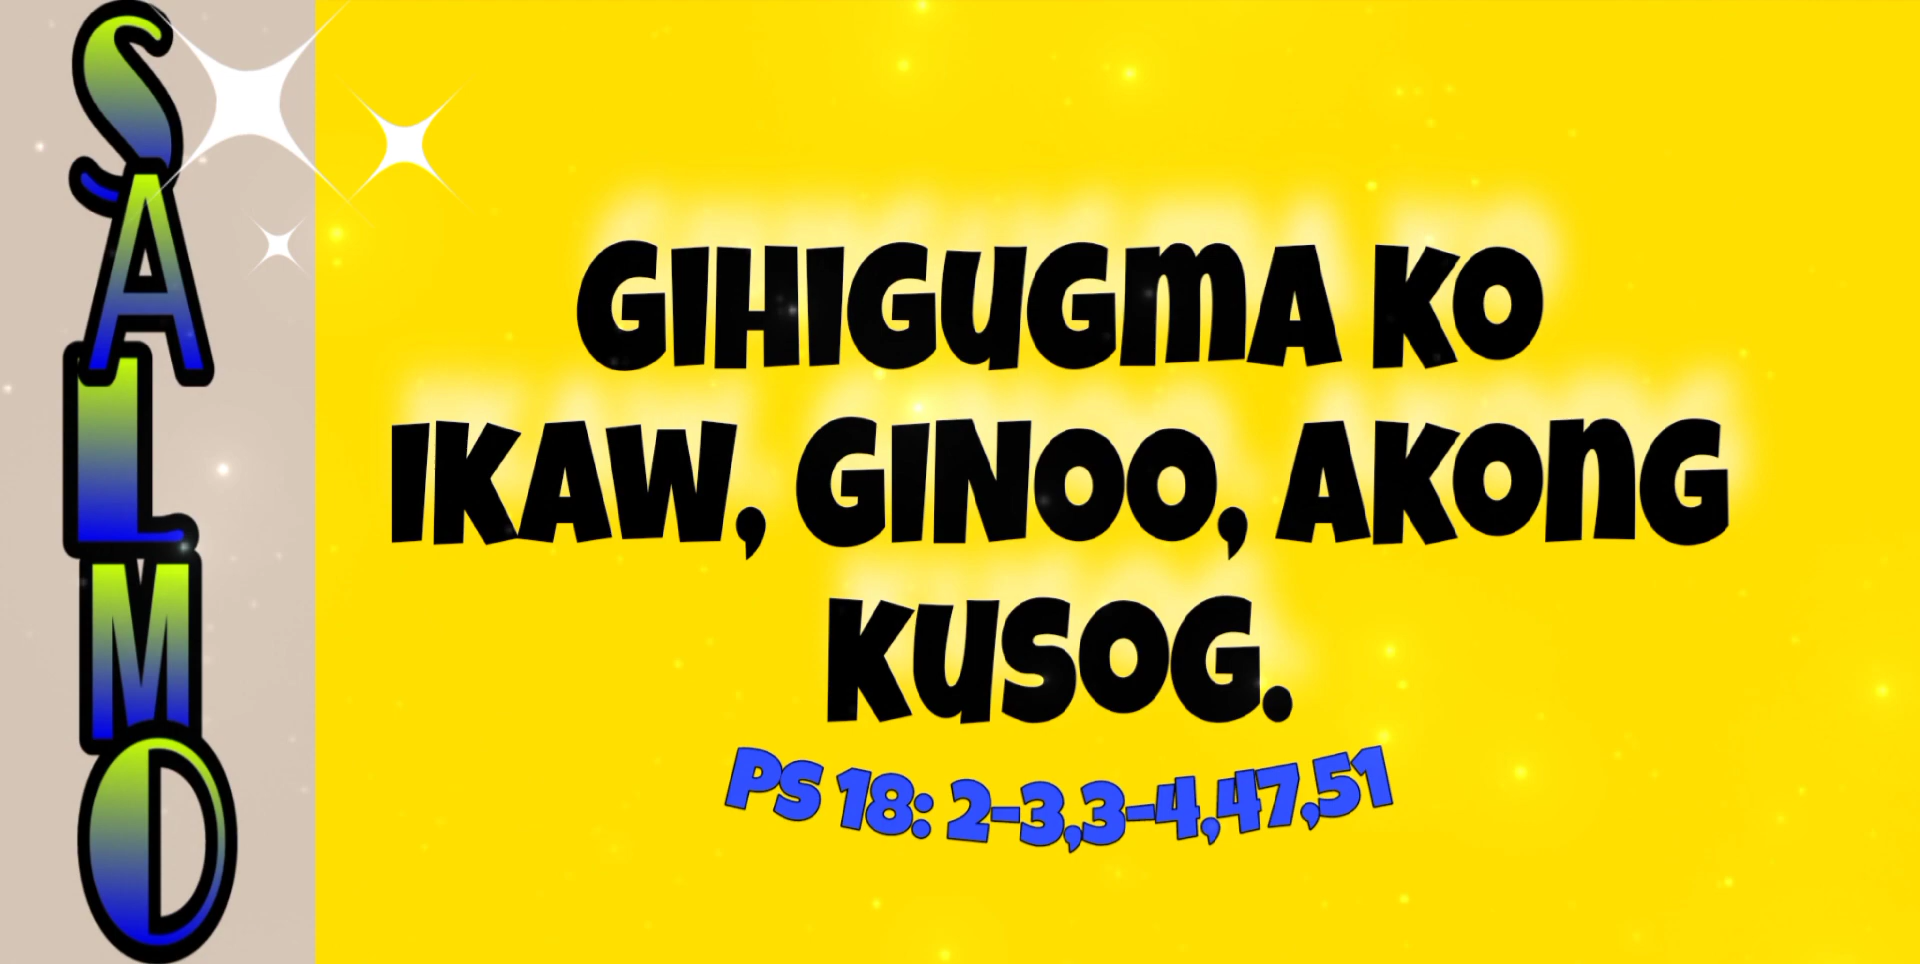 SALMO
GIHIGUGMA KO
IKAW, GINOO, AKONG
KUSOG.
PS 18: 2-3,3-4,47,51